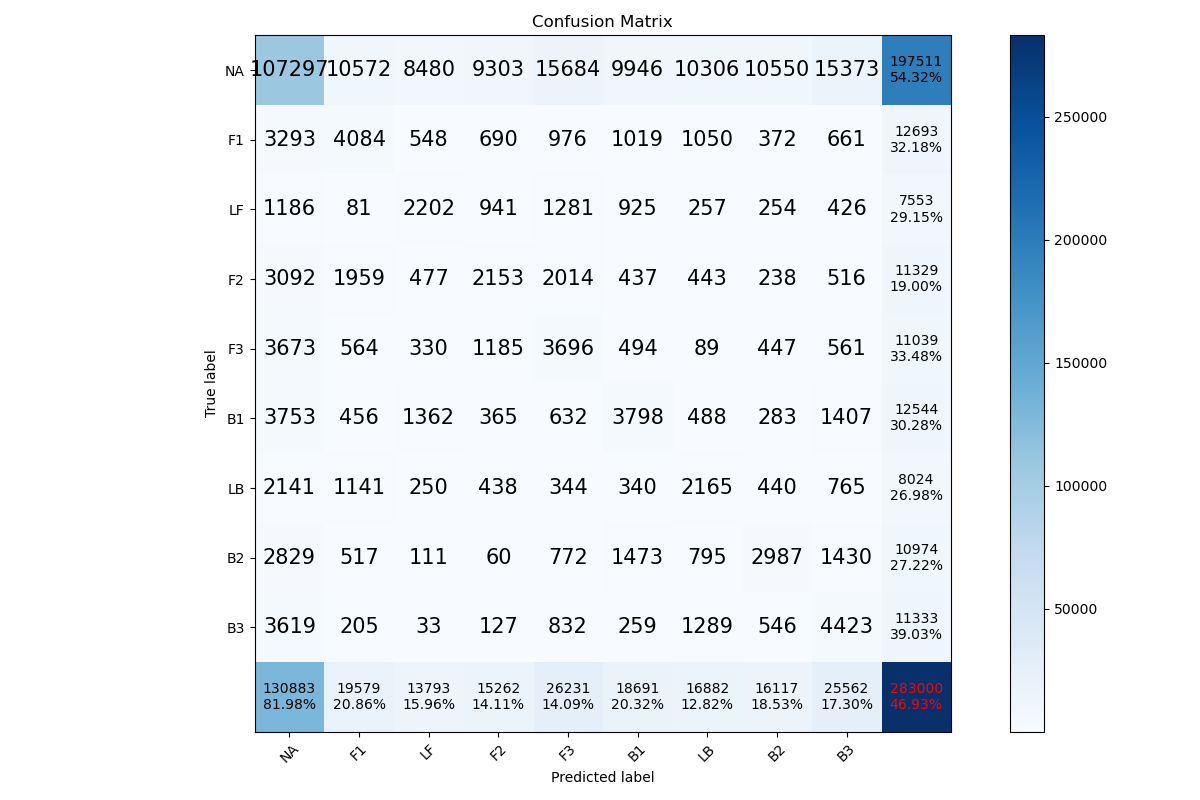 Confusion Matrix
NA 107297 10572 8480 9303 15684 9946 10306 10550 15373 197511
54.32%
F1 3293 4084 548 690 976 1019 1050 372 661 12693
32.18%
LF 1186 81 2202 941 1281 925 257 254 426 7553
29.15%
F2 3092 1959 477 2153 2014 437 443 238 516 11329
19.00%
F3 3673 564 330 1185 3696 494 89 447 561 11039
33.48%
B1 3753 456 1362 365 632 3798 488 283 1407 12544
30.28%
LB 2141 1141 250 438 344 340 2165 440 765 8024
26.98%
B2 2829 517 111 60 772 1473 795 2987 1430 10974
27.22%
B3 3619 205 33 127 832 259 1289 546 4423 11333
39.03%
130883 19579 13793 15262 26231 18691 16882 16117 25562 283000
81.98% 20.86% 15.96% 14.11% 14.09% 20.32% 12.82% 18.53% 17.30% 46.93%
NA F1 LF F2 F3 B1 LB B2 B3
Predicted label
True label
250000
200000
150000
100000
50000